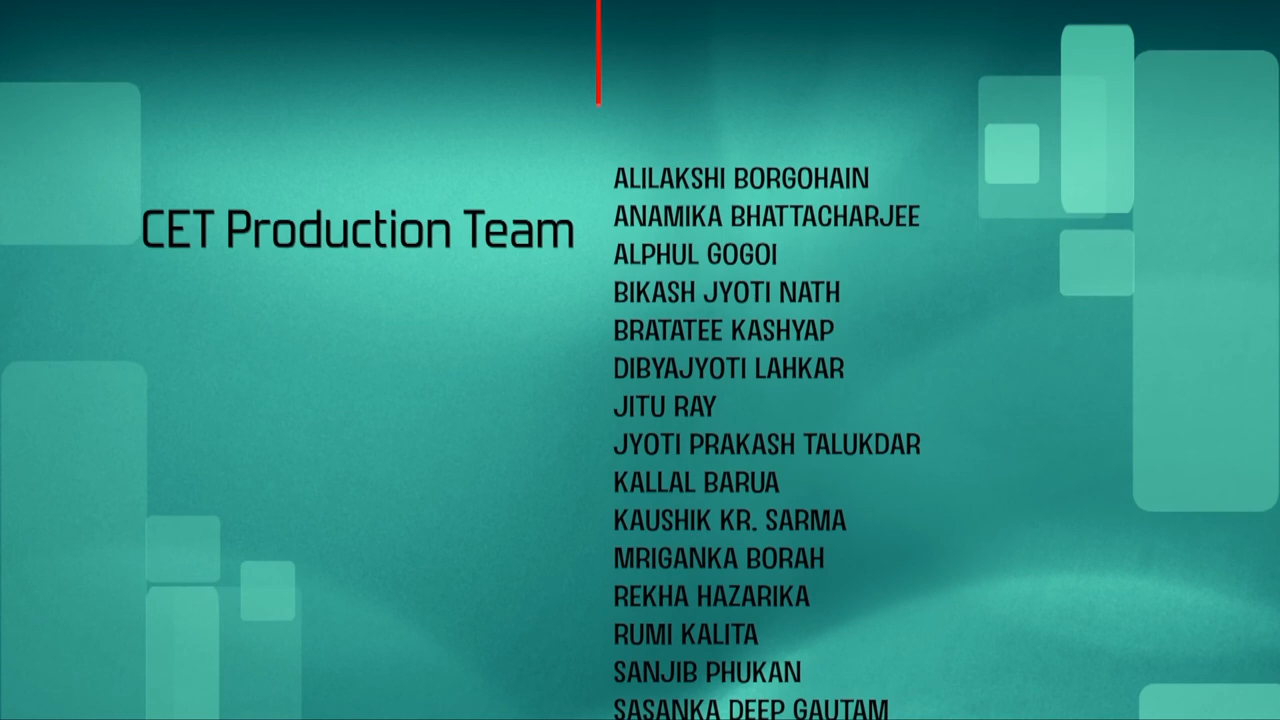 CET Production Team
ALILAKSHI BORGOHAIN
ANAMIKA BHATTACHARJEE
ALPHUL GOGOI
BIKASH JYOTI NATH
BRATATEE KASHYAP
DIBYAJYOTI LAHKAR
JITU RAY
JYOTI PRAKASH TALUKDAR
KALLAL BARUA
KAUSHIK KR. SARMA
MRIGANKA BORAH
REKHA HAZARIKA
RUMI KALITA
SANJIB PHUKAN
SASANKA DEEP GAUTAM